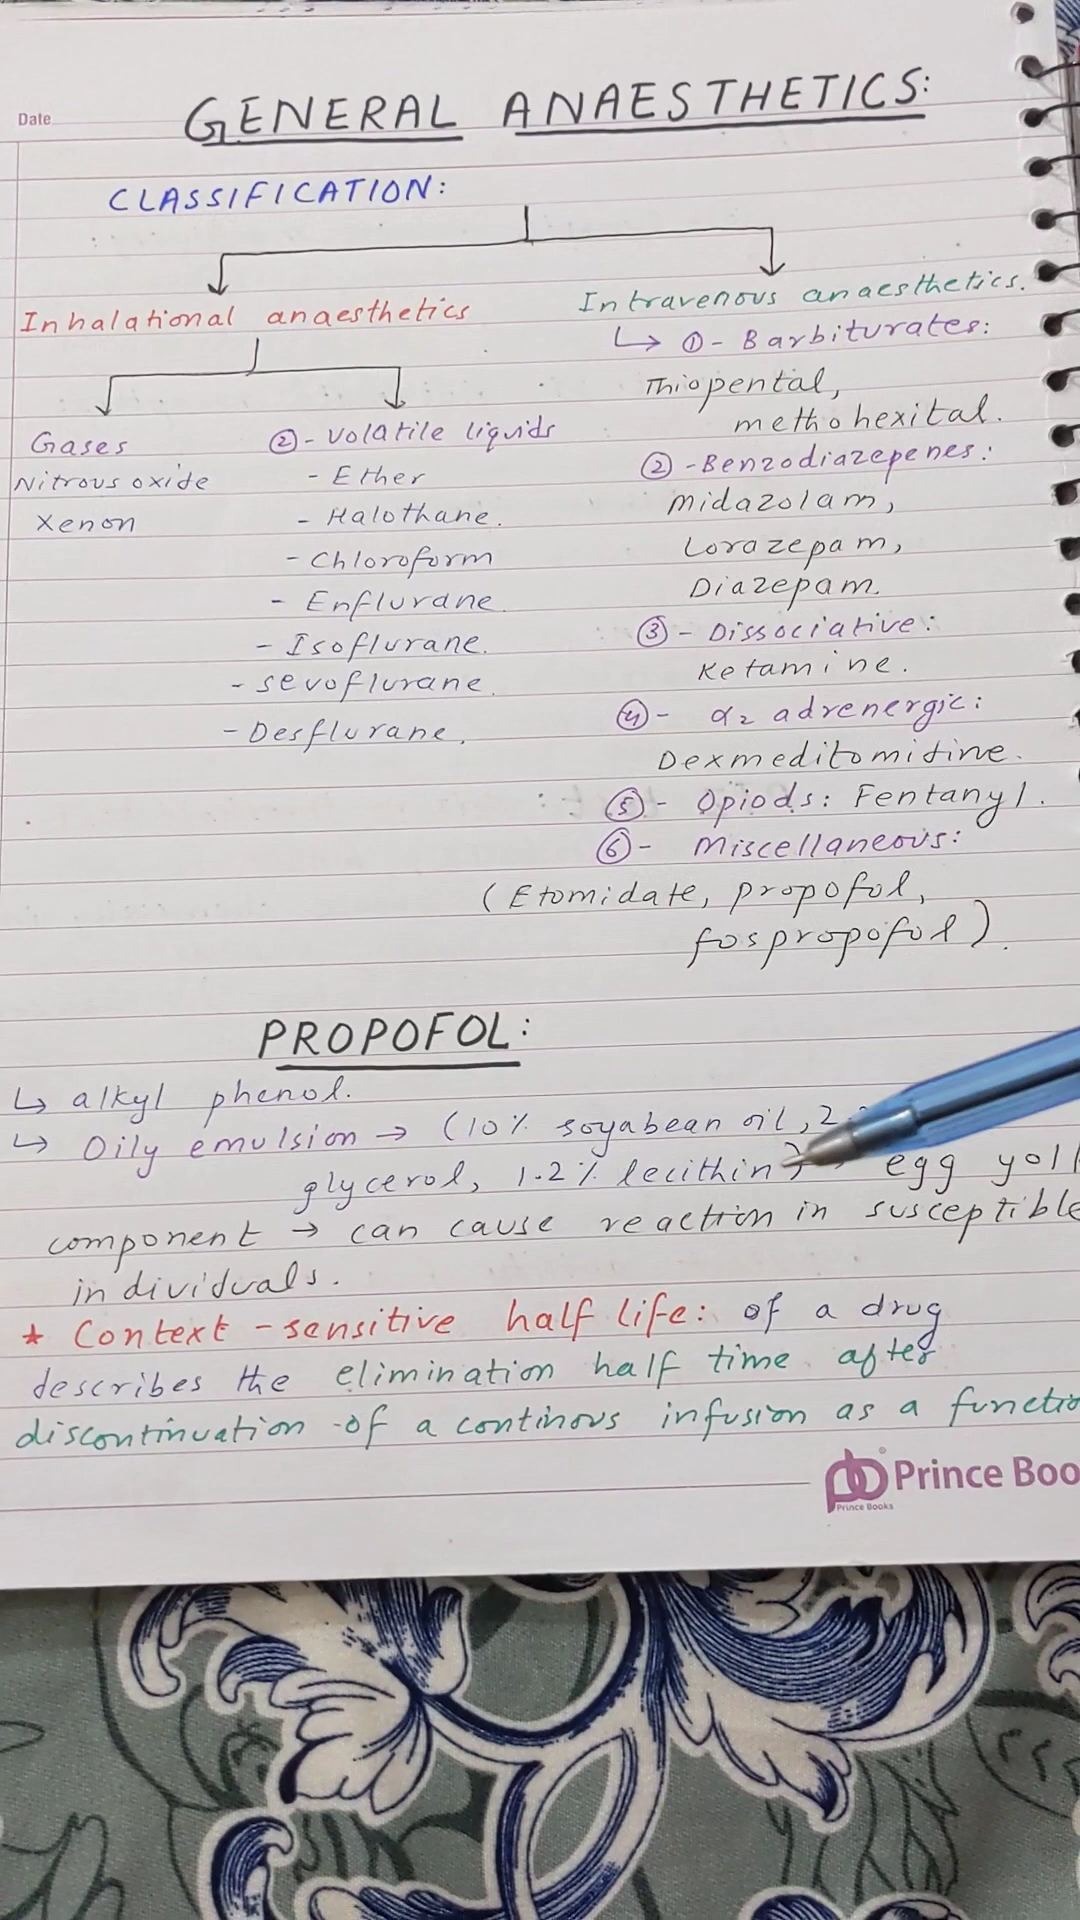 Date
GENERAL ANAESTHETICS:
CLASSIFICATION:
Inhalational anaesthetics
Gases
Nitrous oxide
Xenon
② - Volatile liquids
- Ether
- Halothane.
- Chloroform
- Enflurane
- Isoflurane.
- Sevoflurane.
- Desflurane.
Intravenous anaesthetics.
↳ ① - Barbiturates:
Thiopental,
methohexital.
② - Benzodiazepenes:
Midazolam,
Lorazepam,
Diazepam.
③ - Dissociative:
Ketamine.
④ - α₂ adrenergic:
Dexmeditomidine.
⑤ - Opiods: Fentanyl.
⑥ - Miscellaneous:
(Etomidate, propofol,
fospropofol).
PROPOFOL:
↳ alkyl phenol.
↳ Oily emulsion → (10% soyabean oil, 2.
glycerol, 1.2% lecithin) egg yol
component → can cause reaction in susceptible
individuals.
* Context-sensitive half life: of a drug
describes the elimination half time after
discontinuation of a continous infusion as a functio
Prince Boo
Prince Books